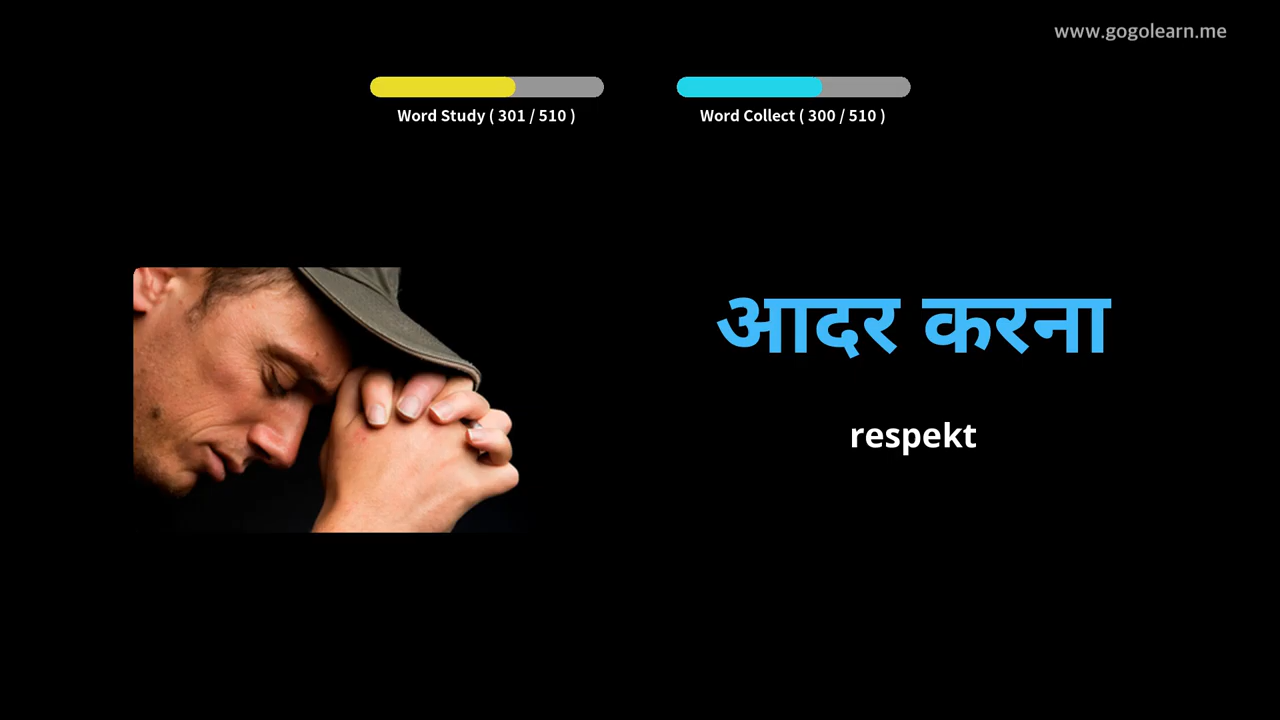 www.gogolearn.me
Word Study ( 301 / 510 )
Word Collect ( 300 / 510 )
आदर करना
respekt